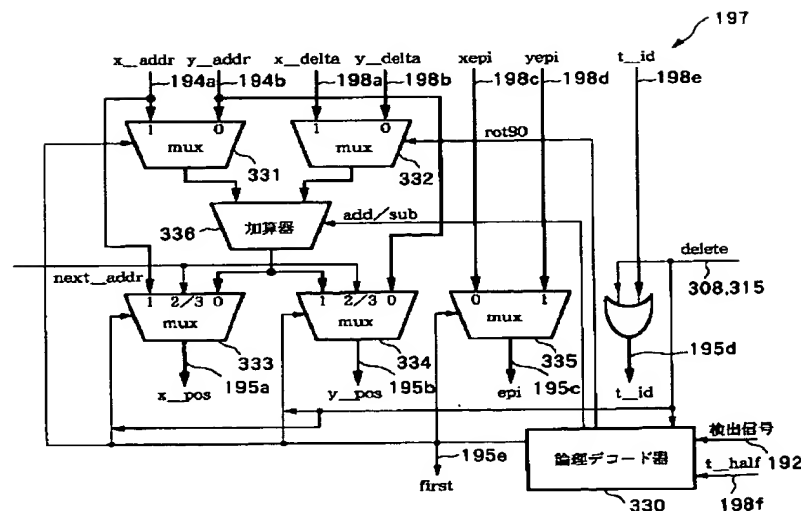 197
x_addr y_addr x_delta y_delta xepi yepi t_id
194a 194b 198a 198b 198c 198d 198e
1 0 1 0 rot90
mux mux
331 332
336 加算器 add/sub
delete
next_addr 308,315
1 2/3 0 1 2/3 0 0 1
mux mux mux
333 334 335 195d
195a 195b 195c
x_pos y_pos epi t_id
検出信号
195e 論理デコード器 192
t_half
first 198f
330